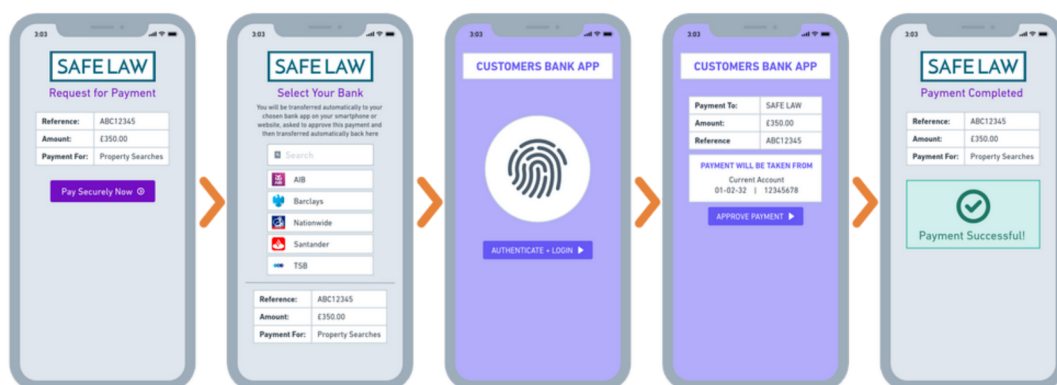 3:03
SAFE LAW
Request for Payment
Reference: ABC12345
Amount: £350.00
Payment For: Property Searches
Pay Securely Now
3:03
SAFE LAW
Select Your Bank
You will be transferred automatically to your
chosen bank app on your smartphone or
website, asked to approve this payment and
then transferred automatically back here
Search
AIB
Barclays
Nationwide
Santander
TSB
Reference: ABC12345
Amount: £350.00
Payment For: Property Searches
3:03
CUSTOMERS BANK APP
AUTHENTICATE + LOGIN
3:03
CUSTOMERS BANK APP
Payment To: SAFE LAW
Amount: £350.00
Reference ABC12345
PAYMENT WILL BE TAKEN FROM
Current Account
01-02-32 | 12345678
APPROVE PAYMENT
3:03
SAFE LAW
Payment Completed
Reference: ABC12345
Amount: £350.00
Payment For: Property Searches
Payment Successful!